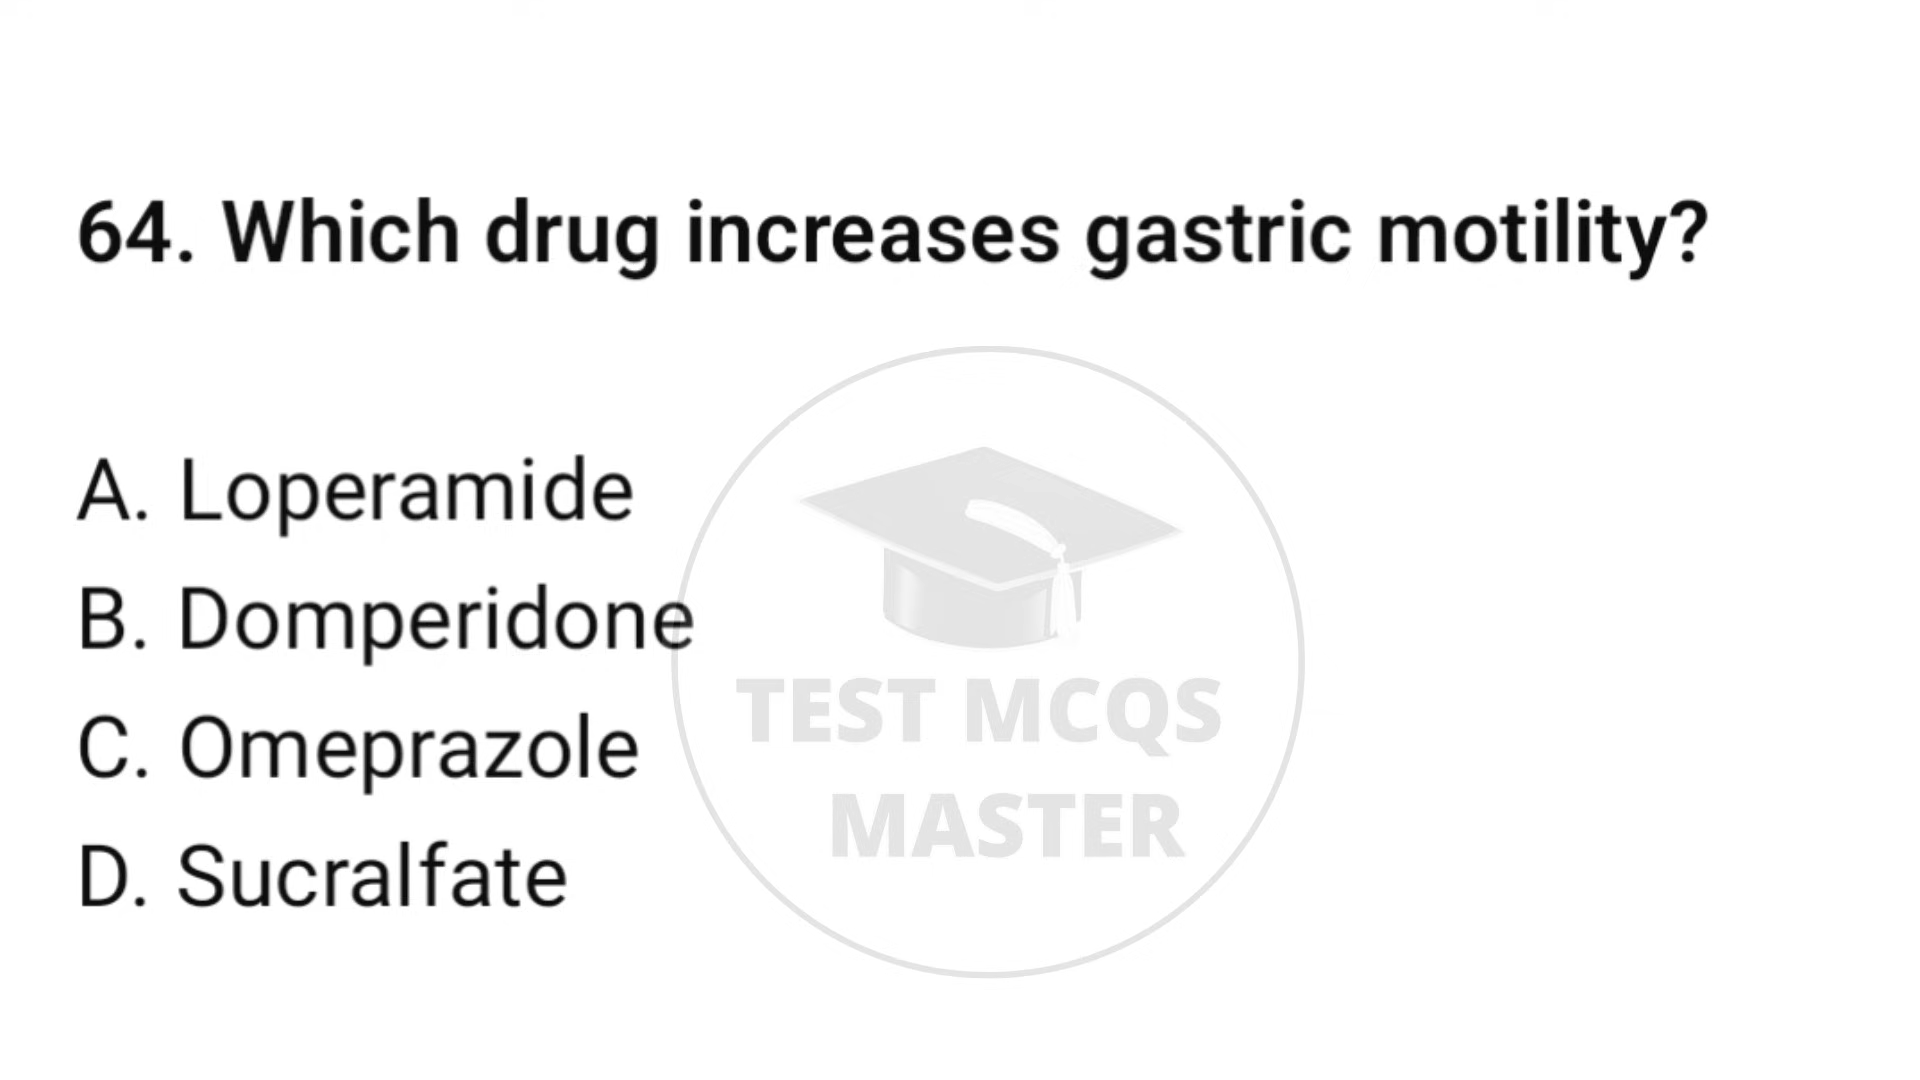 64. Which drug increases gastric motility?
A. Loperamide
B. Domperidone
C. Omeprazole
D. Sucralfate
TEST MCQS
MASTER